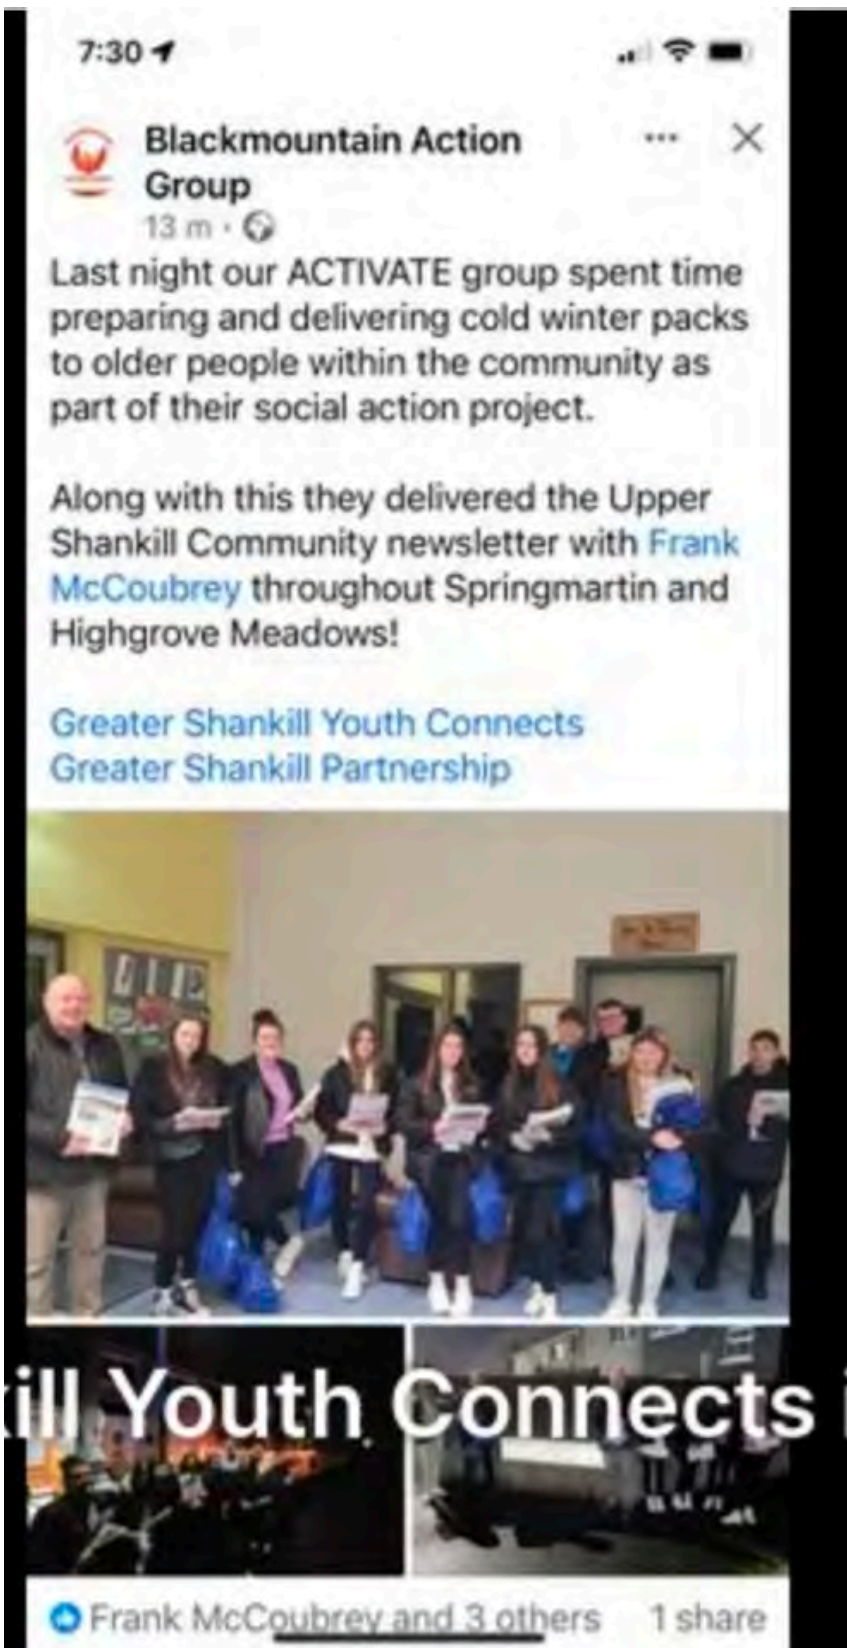 7:30
Blackmountain Action
Group
13 m ·
Last night our ACTIVATE group spent time
preparing and delivering cold winter packs
to older people within the community as
part of their social action project.
Along with this they delivered the Upper
Shankill Community newsletter with Frank
McCoubrey throughout Springmartin and
Highgrove Meadows!
Greater Shankill Youth Connects
Greater Shankill Partnership
ill Youth Connects i
Frank McCoubrey and 3 others 1 share